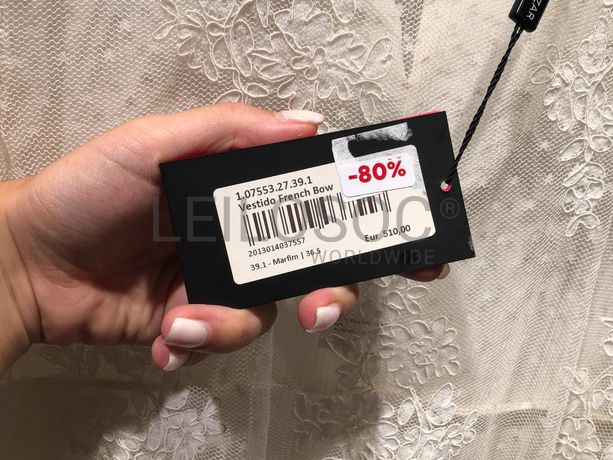 ZAR
1.07553.27.39.1
Vestido French Bow
-80%
2013014037557
Eur 510,00
39.1 - Marfim | 36.S
LEILOSOC®
WORLDWIDE